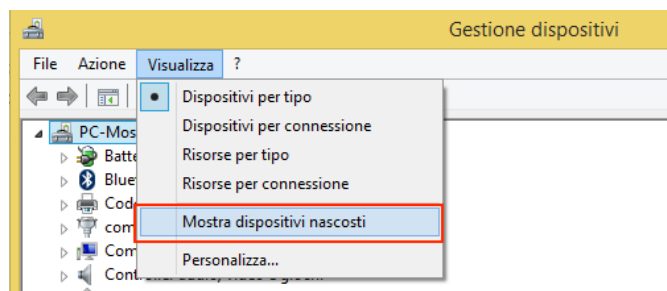 Gestione dispositivi
File Azione Visualizza ?
Dispositivi per tipo
Dispositivi per connessione
Risorse per tipo
Risorse per connessione
Mostra dispositivi nascosti
Personalizza...
PC-Mos
Batte
Blue
Cod
com
Com
Cont